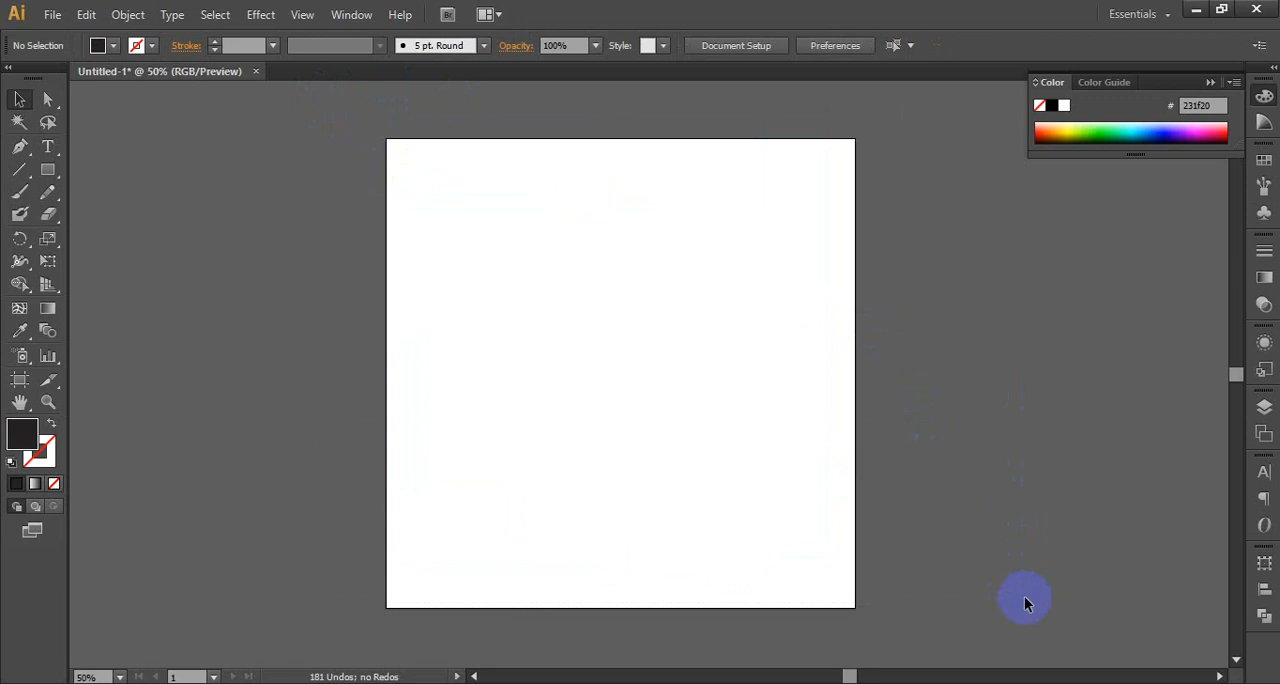 Ai File Edit Object Type Select Effect View Window Help Br Essentials
No Selection Stroke: 5 pt. Round Opacity: 100% Style: Document Setup Preferences
Untitled-1* @ 50% (RGB/Preview) ×
Color Color Guide
# 231f20
T
A
50% 1 181 Undos; no Redos